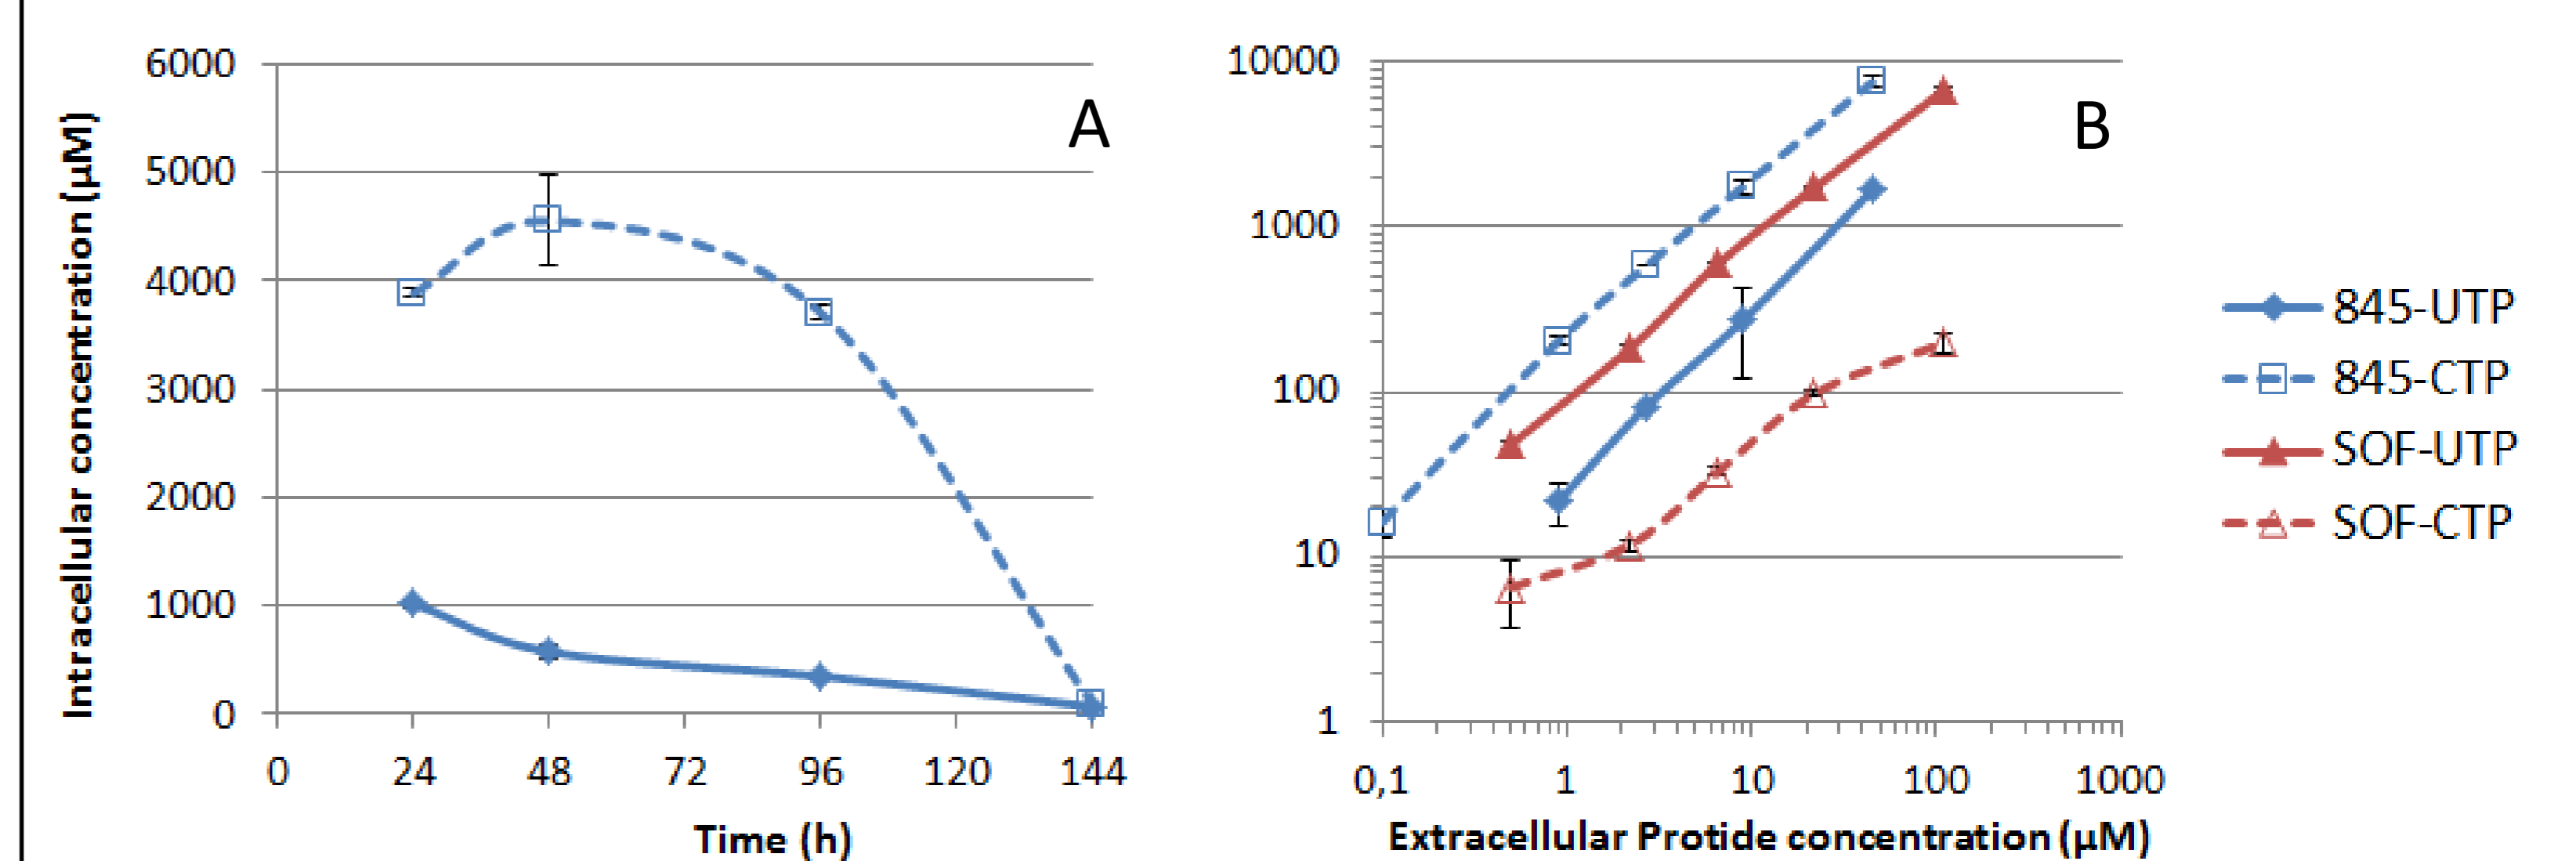 6000
5000
4000
3000
2000
1000
0
0 24 48 72 96 120 144
Intracellular concentration (µM)
Time (h)
A
10000
1000
100
10
1
0,1 1 10 100 1000
Extracellular Protide concentration (µM)
B
845-UTP
845-CTP
SOF-UTP
SOF-CTP